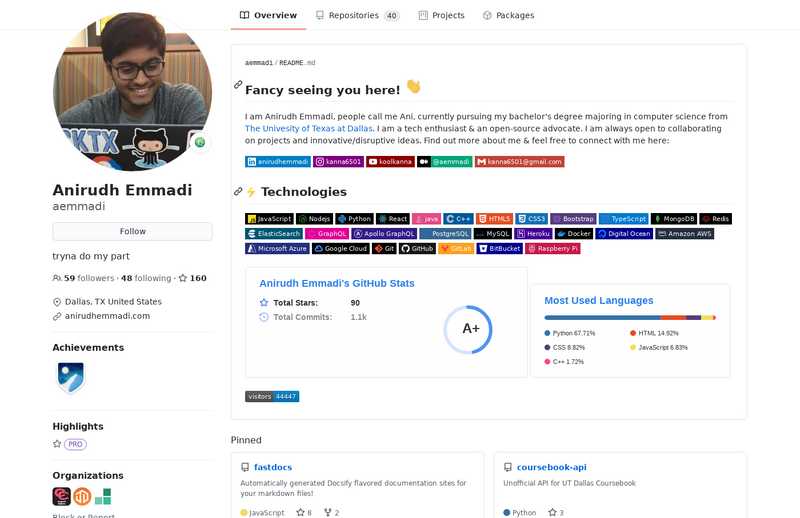 Overview Repositories 40 Projects Packages
aemmadi / README.md
Fancy seeing you here! 👋
I am Anirudh Emmadi, people call me Ani, currently pursuing my bachelor's degree majoring in computer science from
The Univesity of Texas at Dallas. I am a tech enthusiast & an open-source advocate. I am always open to collaborating
on projects and innovative/disruptive ideas. Find out more about me & feel free to connect with me here:
anirudhemmadi kanna6501 koolkanna @aemmadi kanna6501@gmail.com
⚡ Technologies
JavaScript Nodejs Python React java C++ HTML5 CSS3 Bootstrap TypeScript MongoDB Redis
ElasticSearch GraphQL Apollo GraphQL PostgreSQL MySQL Heroku Docker Digital Ocean Amazon AWS
Microsoft Azure Google Cloud Git GitHub GitLab BitBucket Raspberry Pi
Anirudh Emmadi's GitHub Stats
Total Stars: 90
Total Commits: 1.1k
A+
Most Used Languages
Python 67.71% HTML 14.92%
CSS 8.82% JavaScript 6.83%
C++ 1.72%
visitors 44447
PKTX
Anirudh Emmadi
aemmadi
Follow
tryna do my part
59 followers · 48 following · 160
Dallas, TX United States
anirudhemmadi.com
Achievements
Highlights
PRO
Organizations
Block or Report
Pinned
fastdocs
Automatically generated Docsify flavored documentation sites for
your markdown files!
JavaScript 8 2
coursebook-api
Unofficial API for UT Dallas Coursebook
Python 3